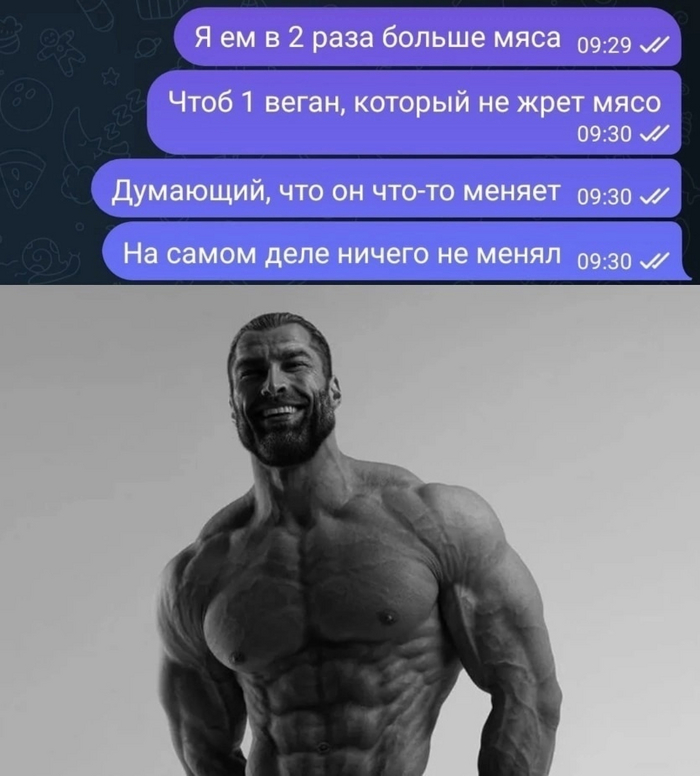 Я ем в 2 раза больше мяса 09:29
Чтоб 1 веган, который не жрет мясо
09:30
Думающий, что он что-то меняет 09:30
На самом деле ничего не менял 09:30